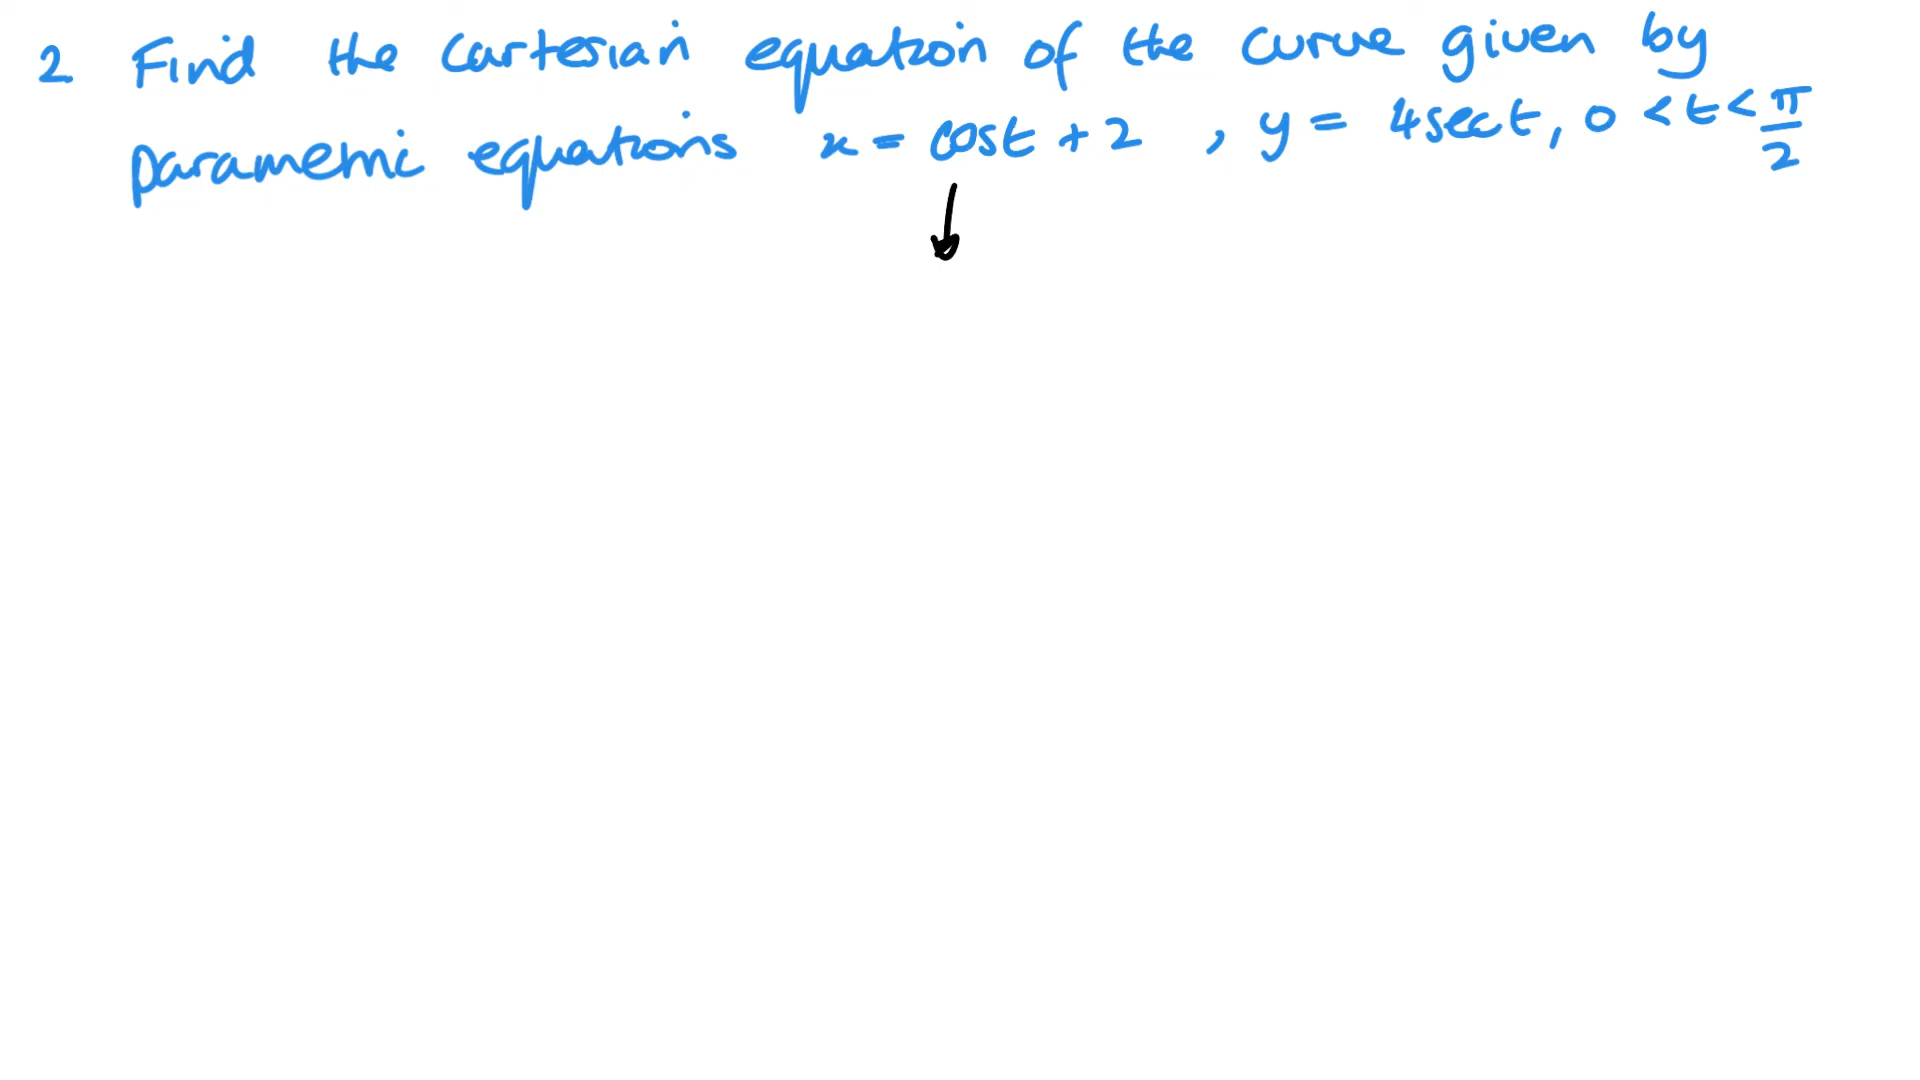 2 Find the Cartesian equation of the curve given by
parametric equations x = cost + 2 , y = 4sect, 0 < t < π/2